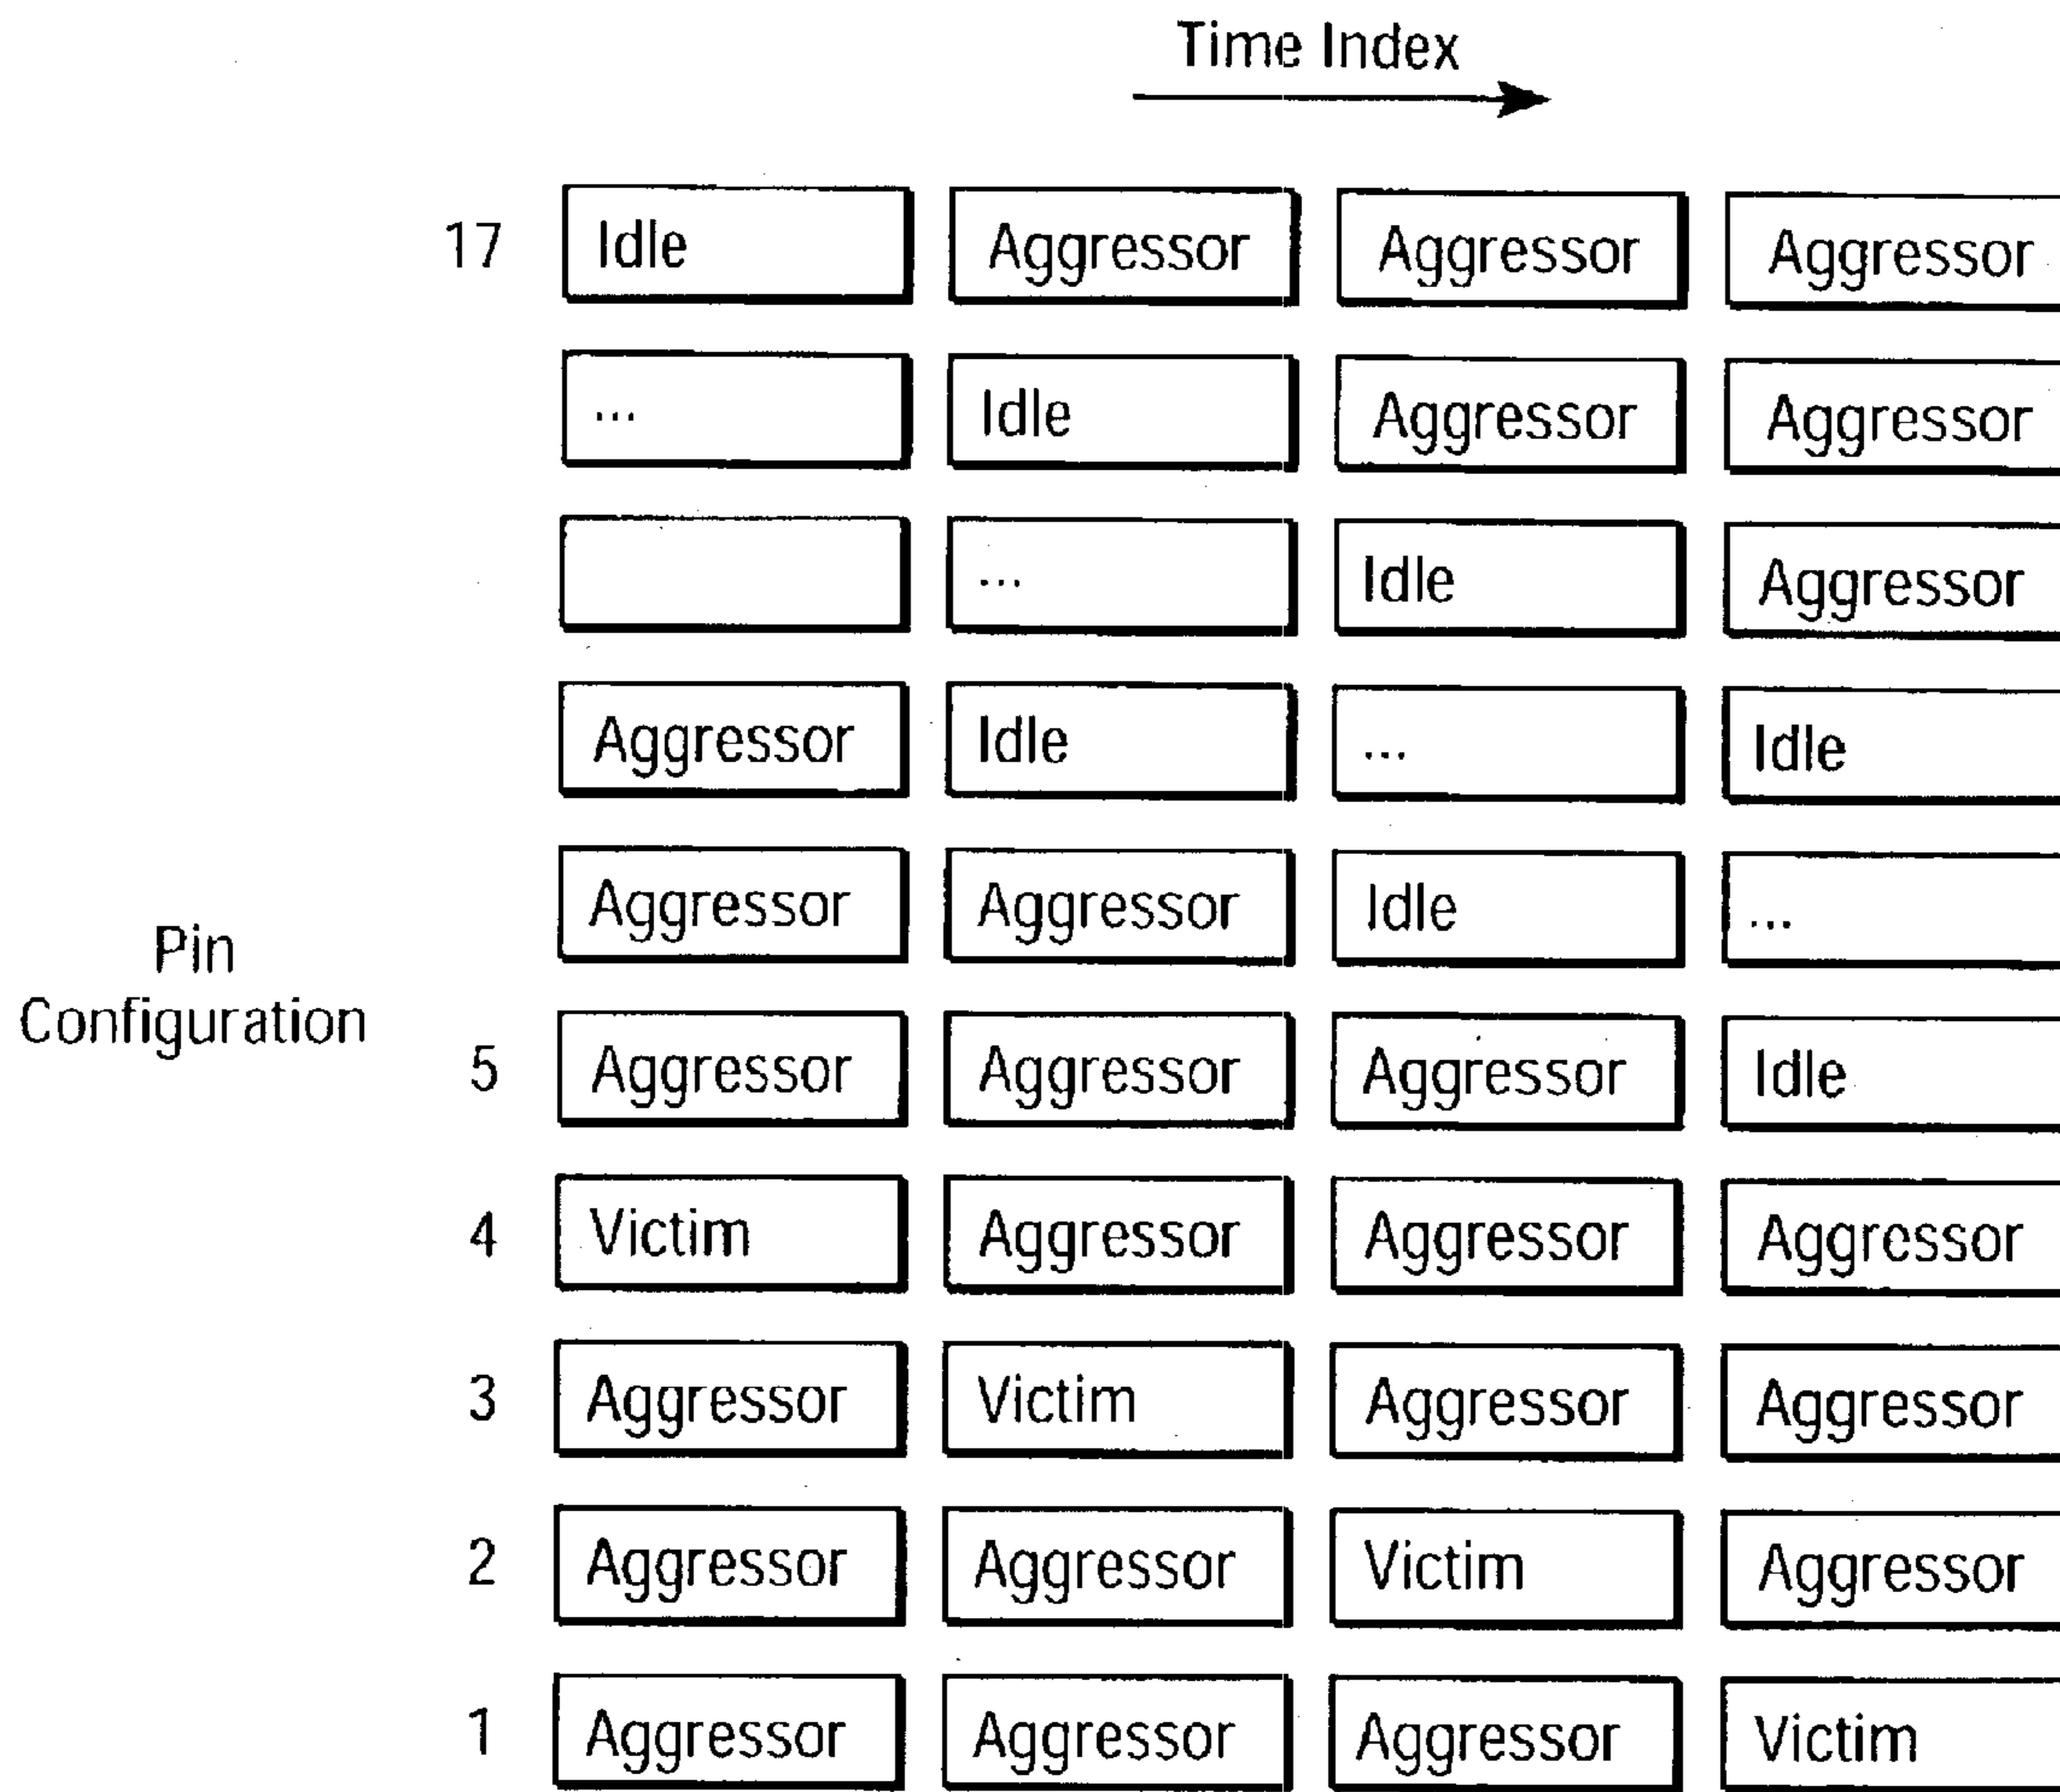 Time Index
17 Idle Aggressor Aggressor Aggressor
... Idle Aggressor Aggressor
... Idle Aggressor
Aggressor Idle ... Idle
Aggressor Aggressor Idle ...
Pin
Configuration
5 Aggressor Aggressor Aggressor Idle
4 Victim Aggressor Aggressor Aggressor
3 Aggressor Victim Aggressor Aggressor
2 Aggressor Aggressor Victim Aggressor
1 Aggressor Aggressor Aggressor Victim